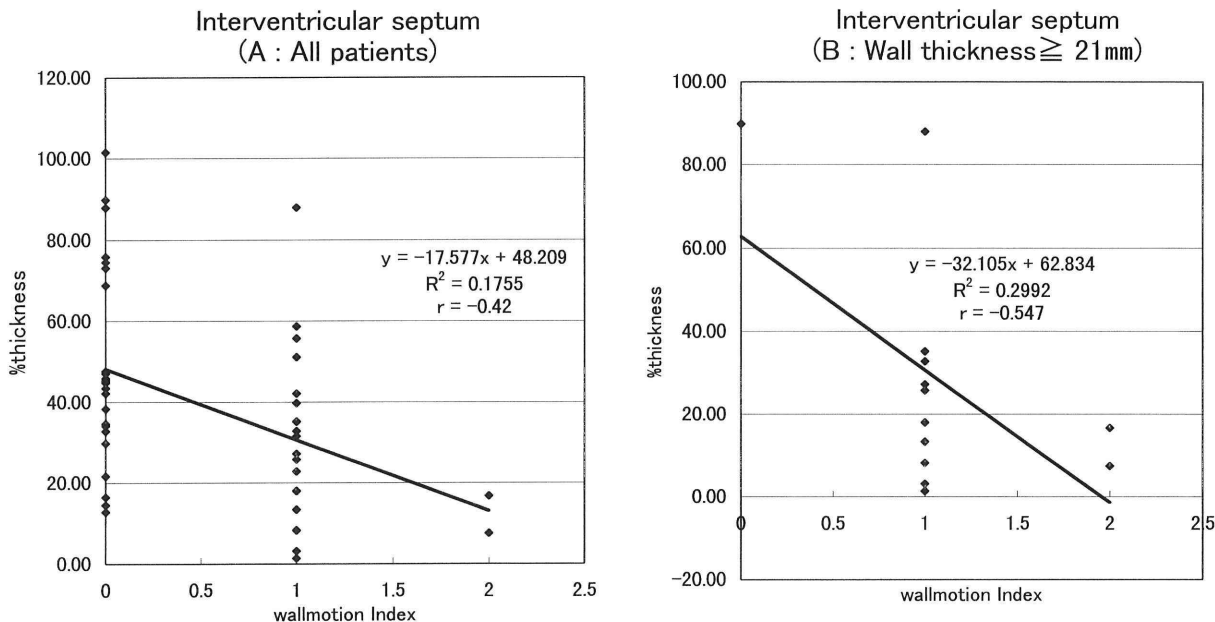 Interventricular septum
(A : All patients)
120.00
100.00
80.00
60.00
40.00
20.00
0.00
%thickness
y = −17.577x + 48.209
R² = 0.1755
r = −0.42
0 0.5 1 1.5 2 2.5
wallmotion Index
Interventricular septum
(B : Wall thickness≧ 21mm)
100.00
80.00
60.00
40.00
20.00
0.00
−20.00
%thickness
y = −32.105x + 62.834
R² = 0.2992
r = −0.547
0 0.5 1 1.5 2 2.5
wallmotion Index